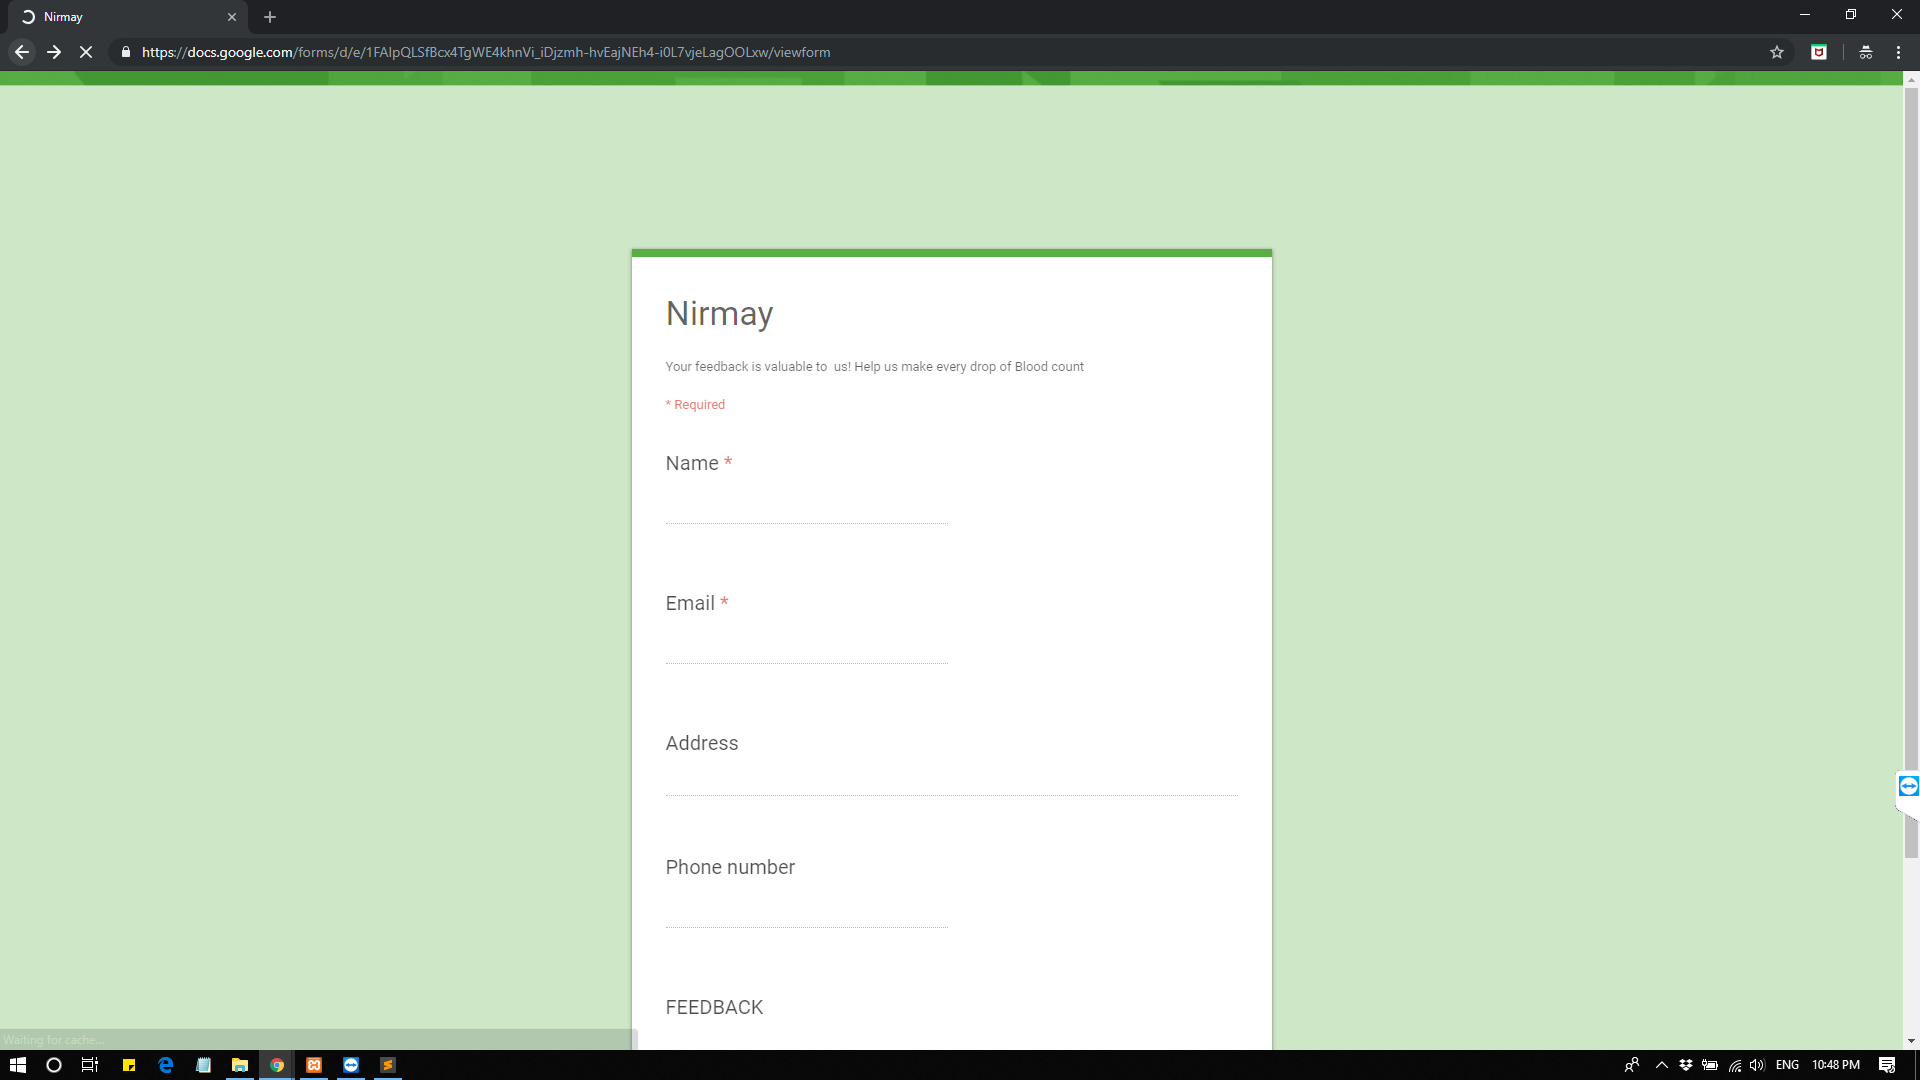 Nirmay
https://docs.google.com/forms/d/e/1FAIpQLSfBcx4TgWE4khnVi_iDjzmh-hvEajNEh4-i0L7vjeLagOOLxw/viewform
Nirmay
Your feedback is valuable to  us! Help us make every drop of Blood count
* Required
Name *
Email *
Address
Phone number
FEEDBACK
Waiting for cache...
ENG
10:48 PM